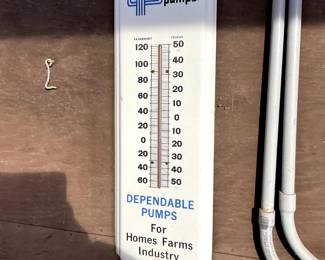 pumps
FAHRENHEIT CELSIUS
120 50
100 40
80 30
60 20
40 10
20 0
0 10
20 20
40 30
60 40
50
DEPENDABLE
PUMPS
For
Homes Farms
Industry